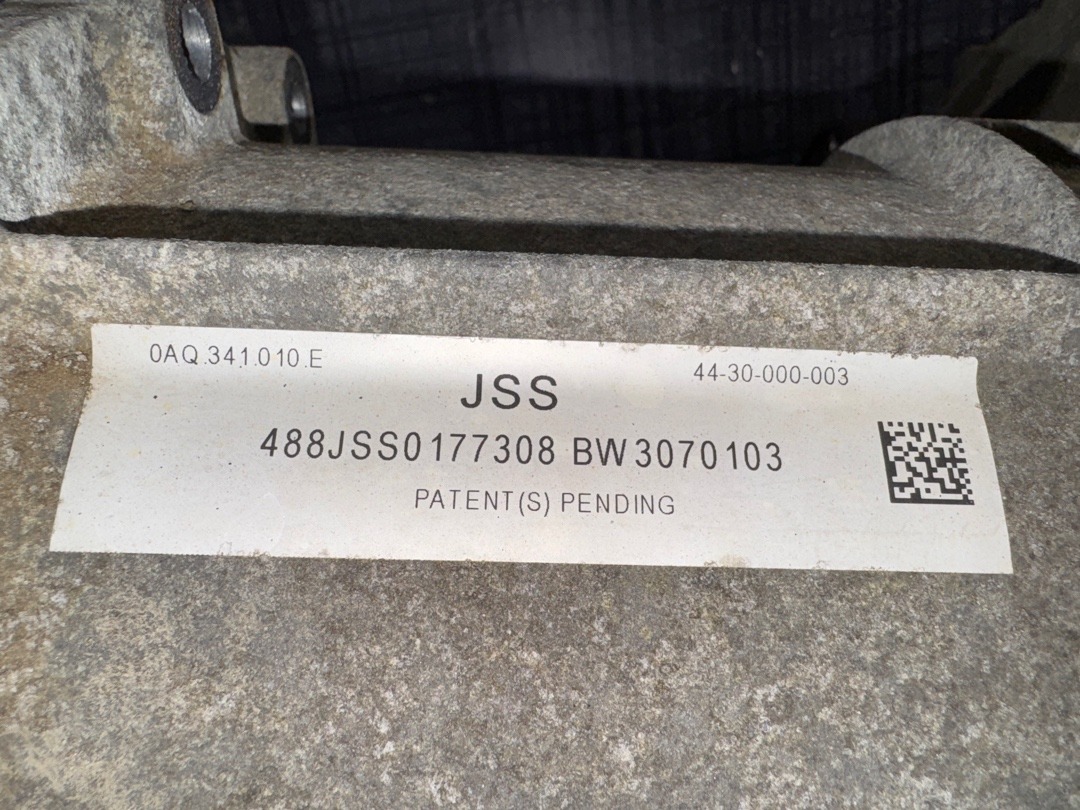 0AQ.341.010.E
44-30-000-003
JSS
488JSS0177308 BW3070103
PATENT(S) PENDING